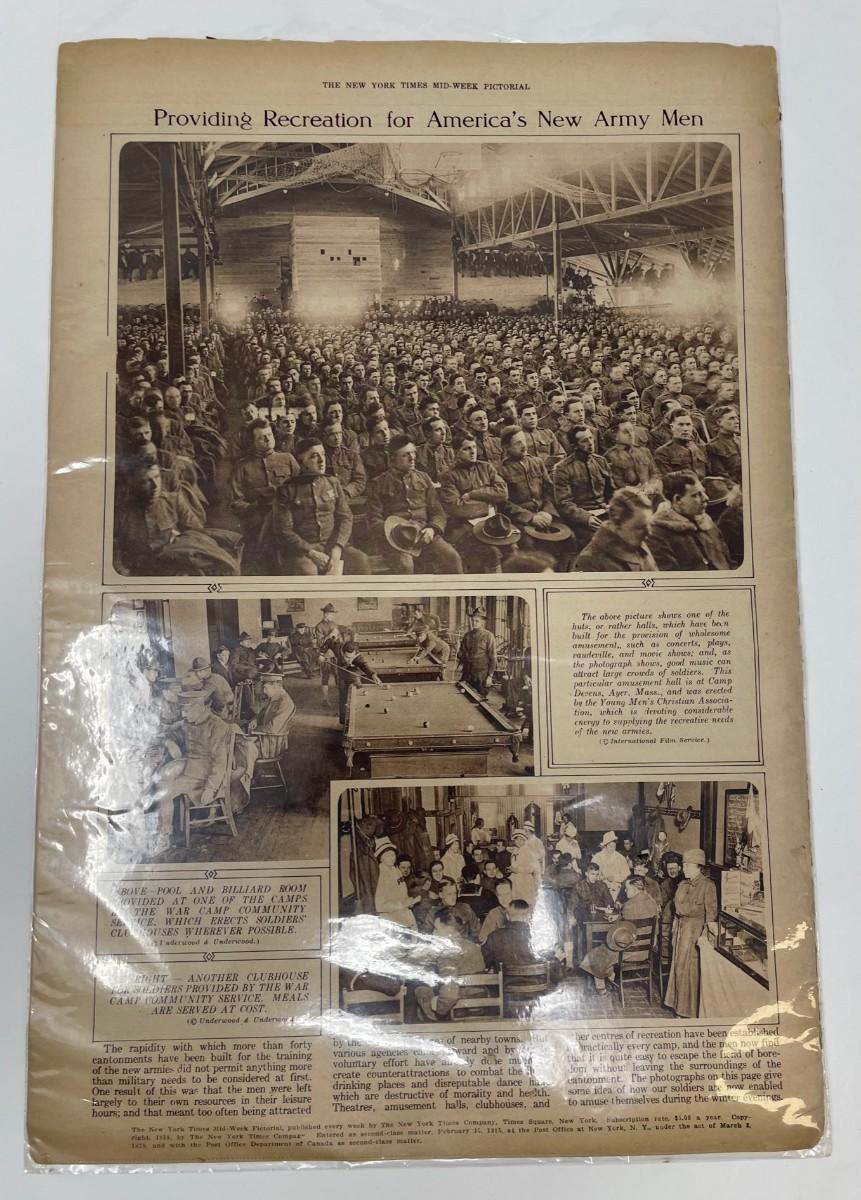 THE NEW YORK TIMES MID-WEEK PICTORIAL
Providing Recreation for America's New Army Men
The above picture shows one of the
huts, or rather halls, which have been
built for the provision of wholesome
amusement, such as concerts, plays,
vaudeville, and movie shows; and, as
the photograph shows, good music can
attract large crowds of soldiers. This
particular amusement hall is at Camp
Devens, Ayer, Mass., and was erected
by the Young Men's Christian Associa-
tion, which is devoting considerable
energy to supplying the recreative needs
of the new armies.
(© International Film Service.)
BOVE—POOL AND BILLIARD ROOM
PROVIDED AT ONE OF THE CAMPS
THE WAR CAMP COMMUNITY
SERVICE, WHICH ERECTS SOLDIERS'
CLUBHOUSES WHEREVER POSSIBLE.
Underwood & Underwood.)
RIGHT — ANOTHER CLUBHOUSE
FOR SOLDIERS PROVIDED BY THE WAR
CAMP COMMUNITY SERVICE. MEALS
ARE SERVED AT COST.
(© Underwood & Underwood
The rapidity with which more than forty
cantonments have been built for the training
of the new armies did not permit anything more
than military needs to be considered at first.
One result of this was that the men were left
largely to their own resources in their leisure
hours; and that meant too often being attracted
by the of nearby towns.
various agencies and by
voluntary effort have
create counterattractions to combat the
drinking places and disreputable dance
which are destructive of morality and health.
Theatres, amusement halls, clubhouses, and
other centres of recreation have been established
practically every camp, and the men now find
that it is quite easy to escape the fiend of bore-
dom without leaving the surroundings of the
cantonment. The photographs on this page give
some idea of how our soldiers are now enabled
to amuse themselves during the winter evenings.
The New York Times Mid-Week Pictorial, published every week by The New York Times Company, Times Square, New York. Subscription rate, $5.00 a year. Copy-
right, 1918, by The New York Times Company Entered as second-class matter, February 1915, at the Post Office at New York, N. Y., under the act of March 3,
1879, and with the Post Office Department of Canada as second-class matter.